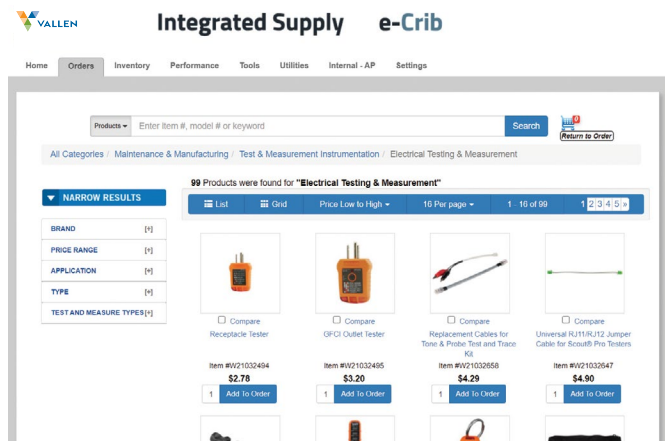 VALLEN
Integrated Supply e-Crib
Home Orders Inventory Performance Tools Utilities Internal - AP Settings
Products Enter Item #, model # or keyword Search 0
Return to Order
All Categories / Maintenance & Manufacturing / Test & Measurement Instrumentation / Electrical Testing & Measurement
99 Products were found for "Electrical Testing & Measurement"
NARROW RESULTS
List Grid Price Low to High 16 Per page 1 - 16 of 99 1 2 3 4 5 »
BRAND [+]
PRICE RANGE [+]
APPLICATION [+]
TYPE [+]
TEST AND MEASURE TYPES [+]
Compare Compare Compare Compare
Receptacle Tester GFCI Outlet Tester Replacement Cables for Universal RJ11/RJ12 Jumper
Tone & Probe Test and Trace Cable for Scout® Pro Testers
Kit
Item #W21032494 Item #W21032495 Item #W21032658 Item #W21032647
$2.78 $3.20 $4.29 $4.90
1 Add To Order 1 Add To Order 1 Add To Order 1 Add To Order